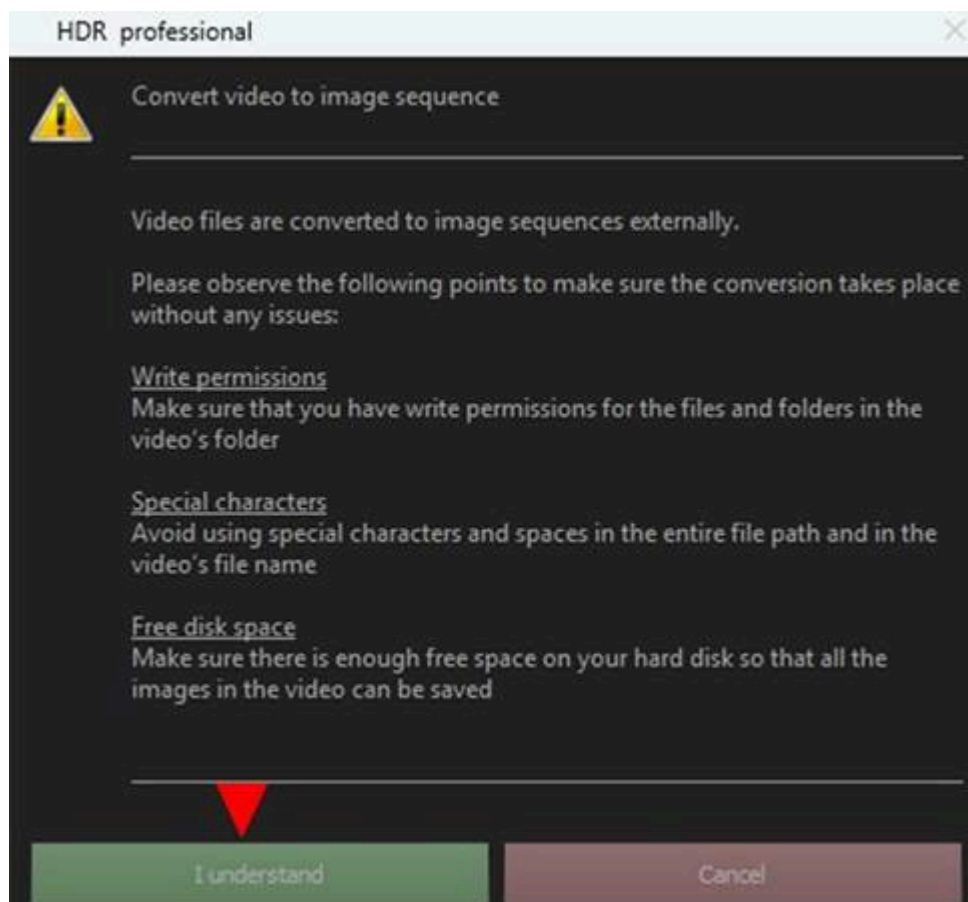 HDR professional
Convert video to image sequence
Video files are converted to image sequences externally.
Please observe the following points to make sure the conversion takes place
without any issues:
Write permissions
Make sure that you have write permissions for the files and folders in the
video's folder
Special characters
Avoid using special characters and spaces in the entire file path and in the
video's file name
Free disk space
Make sure there is enough free space on your hard disk so that all the
images in the video can be saved
I understand
Cancel